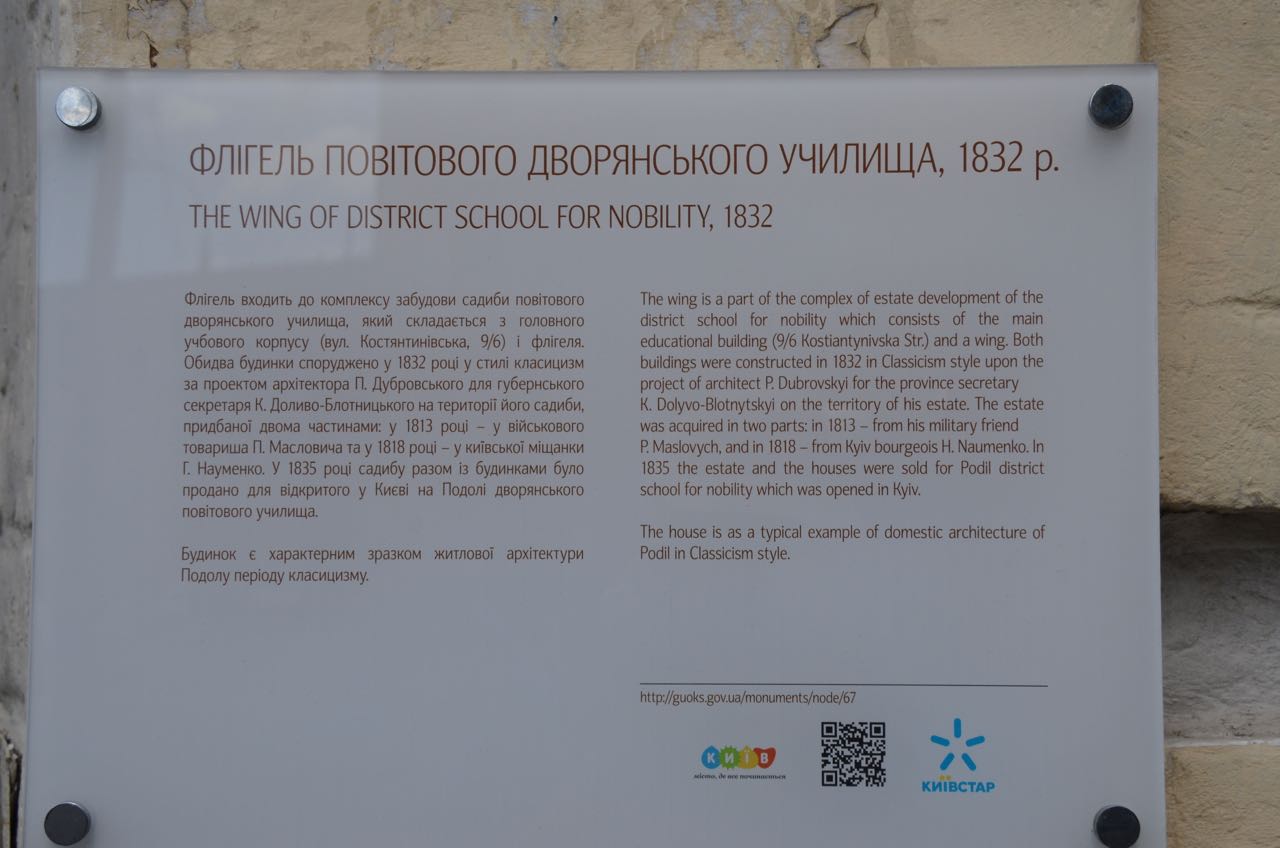 ФЛІГЕЛЬ ПОВІТОВОГО ДВОРЯНСЬКОГО УЧИЛИЩА, 1832 р.
THE WING OF DISTRICT SCHOOL FOR NOBILITY, 1832
Флігель входить до комплексу забудови садиби повітового
дворянського училища, який складається з головного
учбового корпусу (вул. Костянтинівська, 9/6) і флігеля.
Обидва будинки споруджено у 1832 році у стилі класицизм
за проектом архітектора П. Дубровського для губернського
секретаря К. Доливо-Блотницького на території його садиби,
придбаної двома частинами: у 1813 році – у військового
товариша П. Масловича та у 1818 році – у київської міщанки
Г. Науменко. У 1835 році садибу разом із будинками було
продано для відкритого у Києві на Подолі дворянського
повітового училища.
Будинок є характерним зразком житлової архітектури
Подолу періоду класицизму.
The wing is a part of the complex of estate development of the
district school for nobility which consists of the main
educational building (9/6 Kostiantynivska Str.) and a wing. Both
buildings were constructed in 1832 in Classicism style upon the
project of architect P. Dubrovskyi for the province secretary
K. Dolyvo-Blotnytskyi on the territory of his estate. The estate
was acquired in two parts: in 1813 – from his military friend
P. Maslovych, and in 1818 – from Kyiv bourgeois H. Naumenko. In
1835 the estate and the houses were sold for Podil district
school for nobility which was opened in Kyiv.
The house is as a typical example of domestic architecture of
Podil in Classicism style.
http://guoks.gov.ua/monuments/node/67
КИЇВ
місто, де все починається
КИЇВСТАР